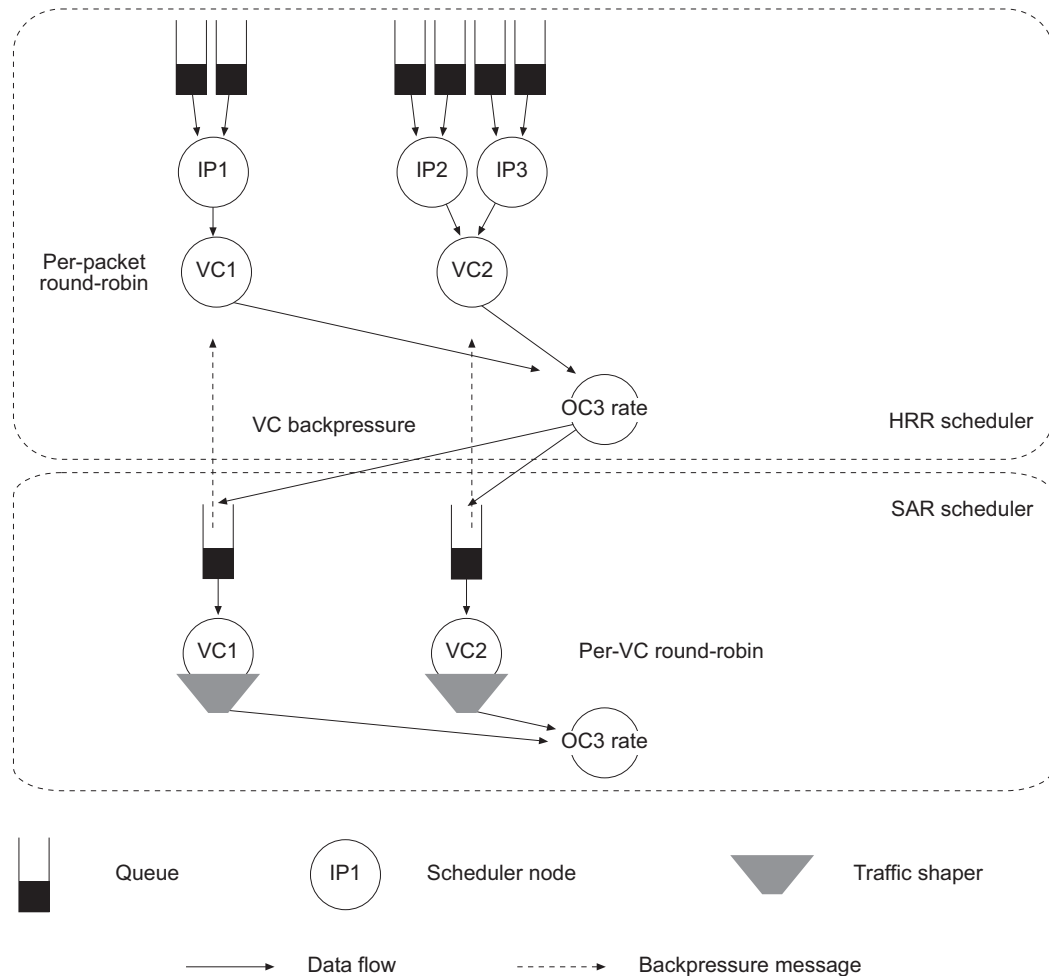 IP1
IP2
IP3
Per-packet
round-robin
VC1
VC2
OC3 rate
VC backpressure
HRR scheduler
SAR scheduler
VC1
VC2
Per-VC round-robin
OC3 rate
Queue
IP1
Scheduler node
Traffic shaper
Data flow
Backpressure message